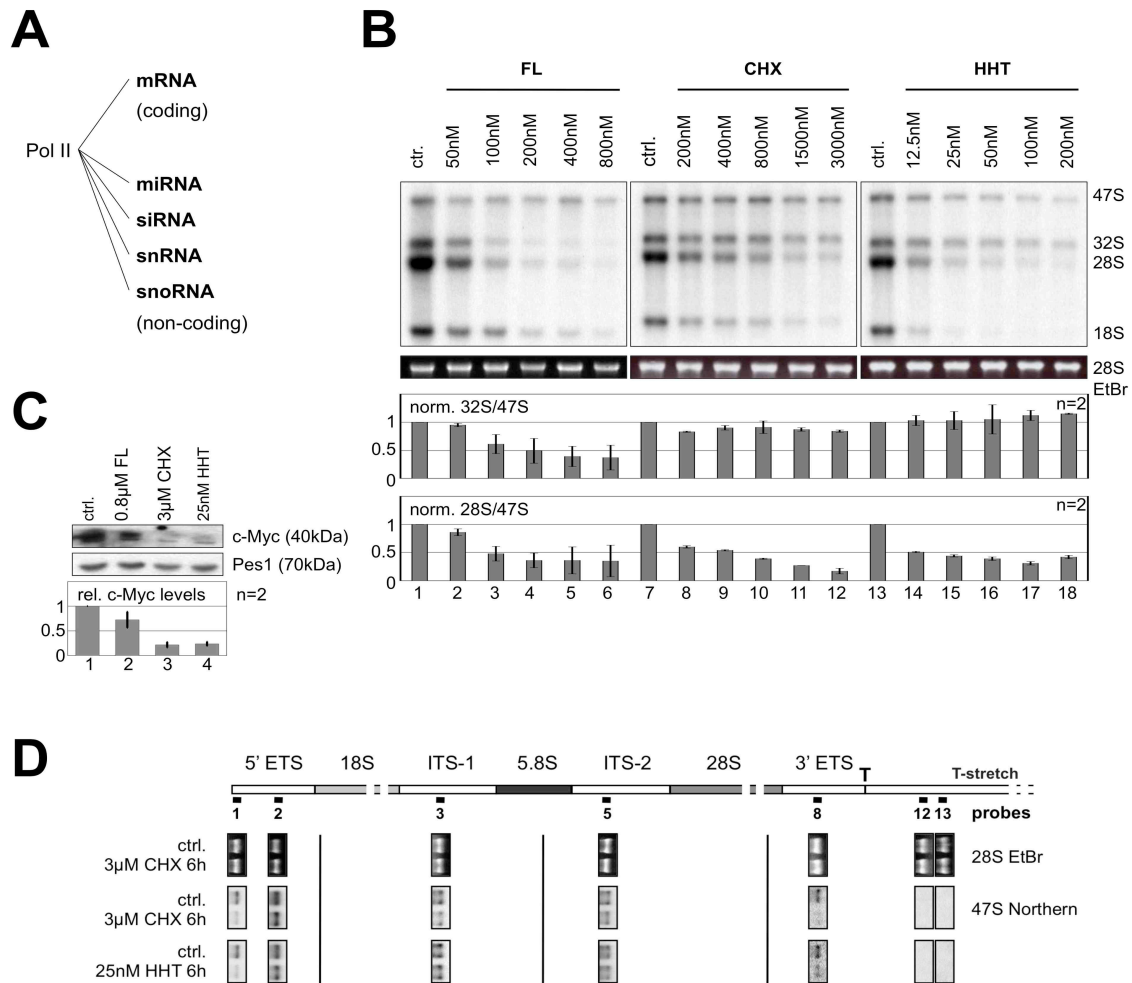 A
Pol II
mRNA
(coding)
miRNA
siRNA
snRNA
snoRNA
(non-coding)
B
FL CHX HHT
ctr. 50nM 100nM 200nM 400nM 800nM ctrl. 200nM 400nM 800nM 1500nM 3000nM ctrl. 12.5nM 25nM 50nM 100nM 200nM
47S
32S
28S
18S
28S
EtBr
norm. 32S/47S n=2
1
0.5
0
norm. 28S/47S n=2
1
0.5
0
1 2 3 4 5 6 7 8 9 10 11 12 13 14 15 16 17 18
C
ctrl. 0.8µM FL 3µM CHX 25nM HHT
c-Myc (40kDa)
Pes1 (70kDa)
rel. c-Myc levels n=2
1
0.5
0
1 2 3 4
D
5’ ETS 18S ITS-1 5.8S ITS-2 28S 3’ ETS T T-stretch
1 2 3 5 8 12 13 probes
ctrl.
3µM CHX 6h
28S EtBr
ctrl.
3µM CHX 6h
47S Northern
ctrl.
25nM HHT 6h